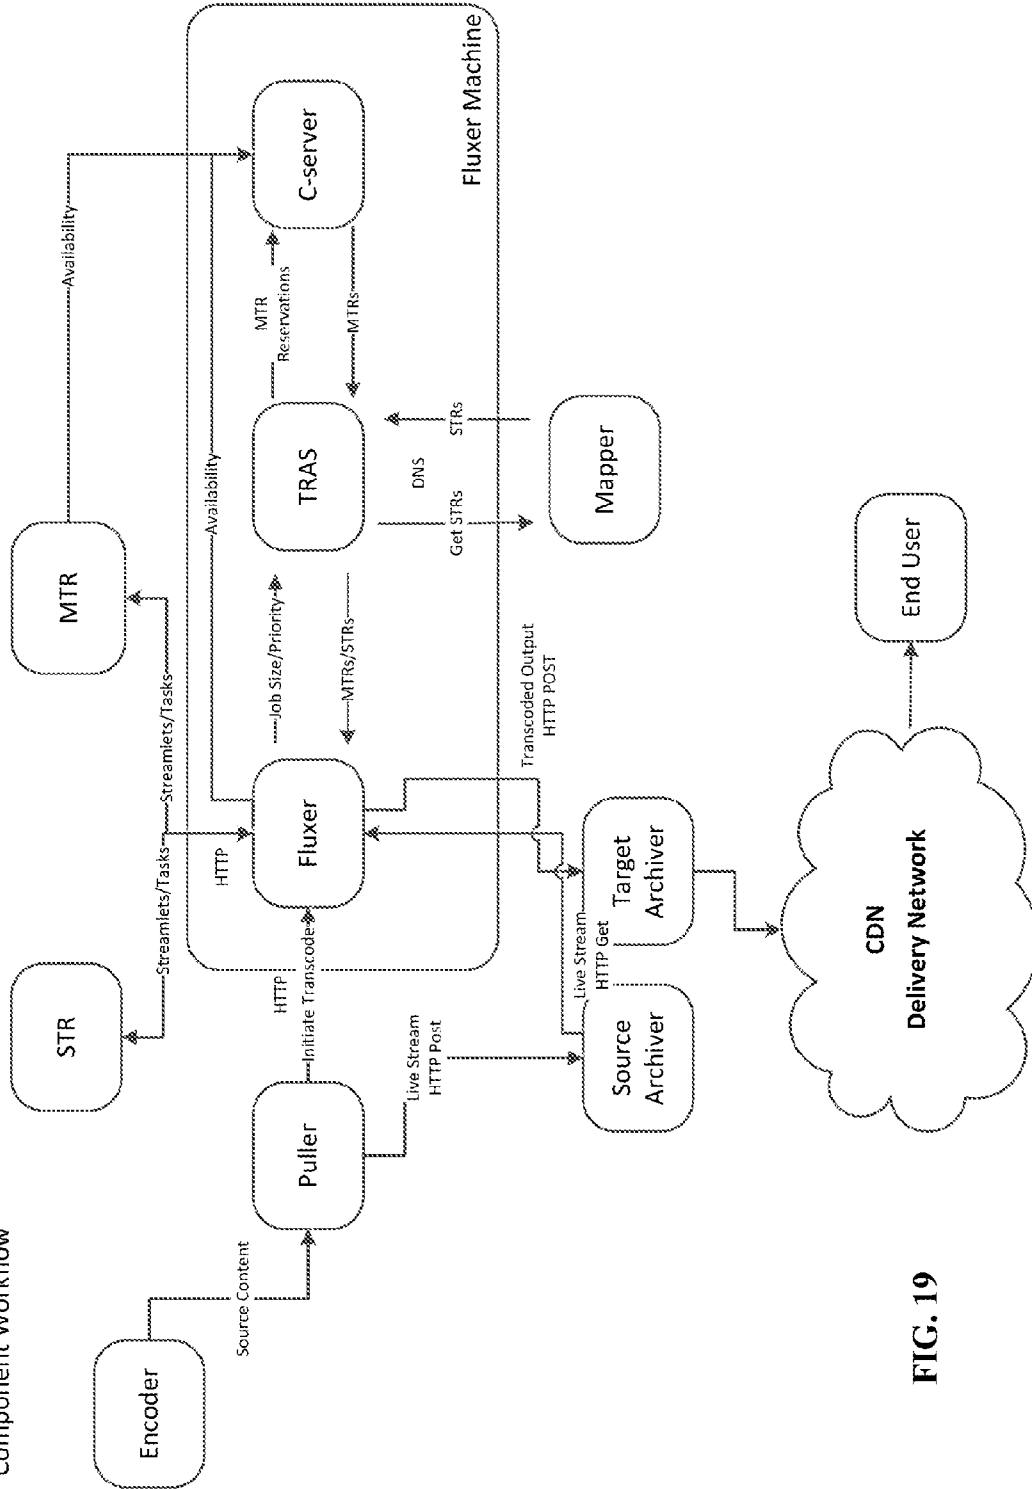 Component Workflow
STR
MTR
Streamlets/Tasks
Streamlets/Tasks
Availability
Encoder
Source Content
Puller
HTTP
Initiate Transcode
HTTP
Fluxer
Availability
Job Size/Priority
MTRs/STRs
TRAS
MTR
Reservations
MTRs
C-server
Fluxer Machine
Live Stream
HTTP Post
Transcoded Output
HTTP POST
Get STRs
DNS
STRs
Mapper
Live Stream
HTTP Get
Source
Archiver
Target
Archiver
CDN
Delivery Network
End User
FIG. 19